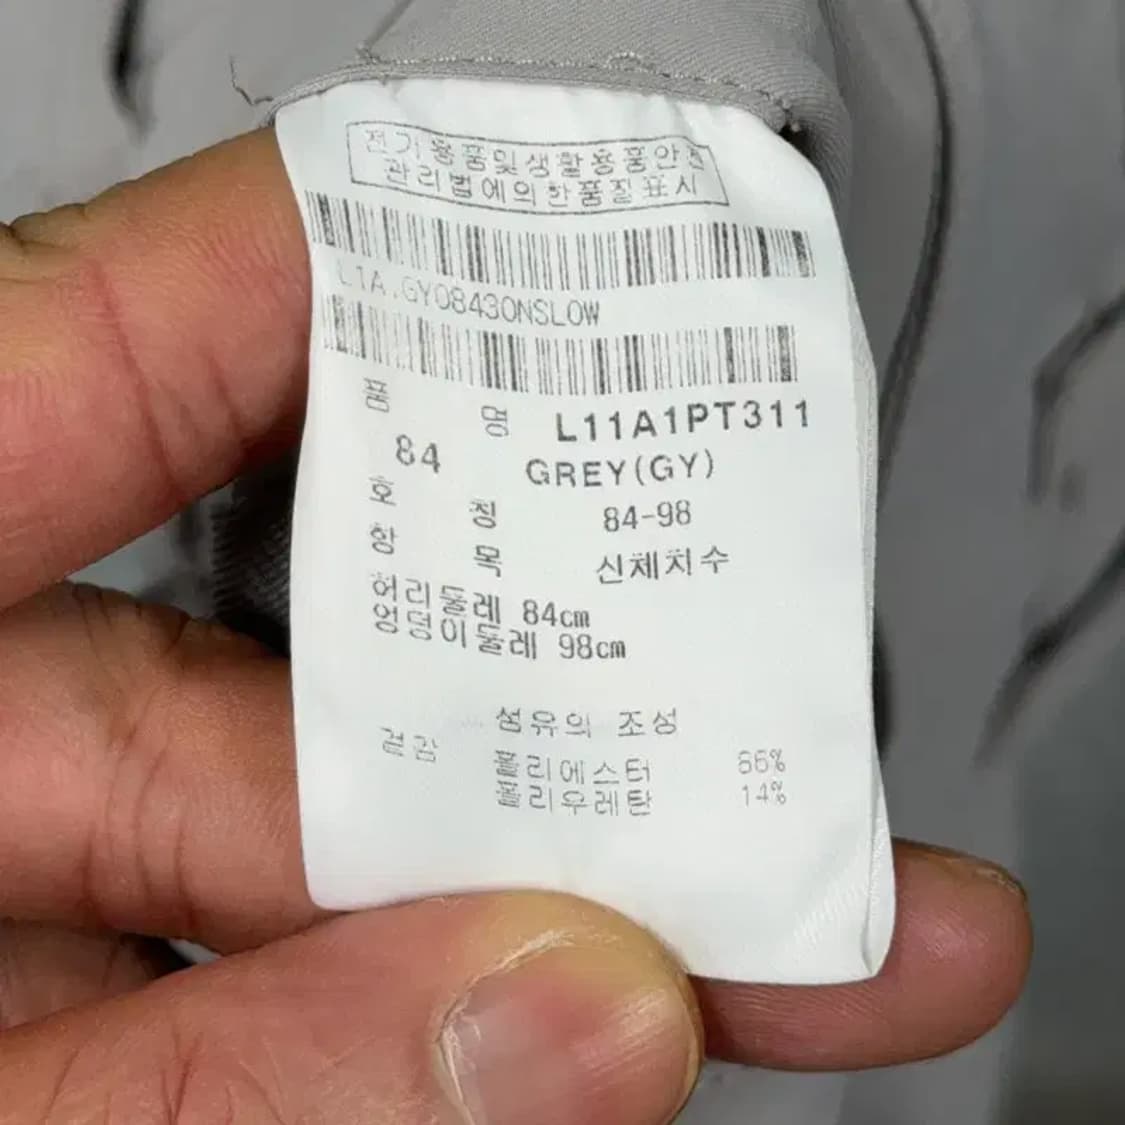 전기용품및생활용품안전
관리법에의한품질표시
L1A.GY08430NSLOW
품 명 L11A1PT311
84 GREY(GY)
호 칭 84-98
항 목 신체치수
허리둘레 84cm
엉덩이둘레 98cm
섬유의 조성
겉감 폴리에스터 86%
폴리우레탄 14%